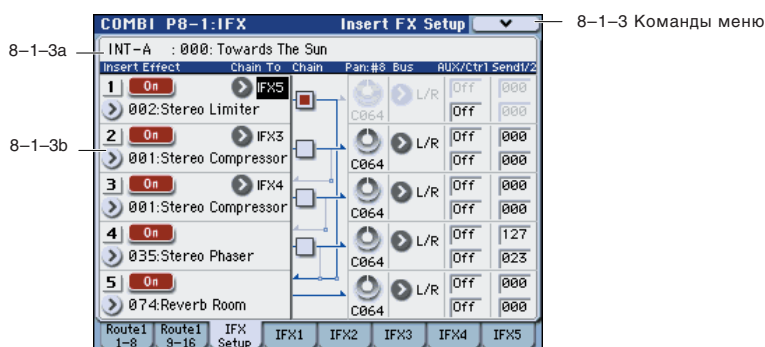 COMBI P8-1:IFX Insert FX Setup
8-1-3 Команды меню
8-1-3a
INT-A : 000: Towards The Sun
Insert Effect Chain To Chain Pan:#8 Bus AUX/Ctrl Send1/2
1 On IFX5 L/R Off 000
002:Stereo Limiter C064 Off 000
8-1-3b
2 On IFX3 L/R Off 000
001:Stereo Compressor C064 Off 000
3 On IFX4 L/R Off 000
001:Stereo Compressor C064 Off 000
4 On L/R Off 127
035:Stereo Phaser C064 Off 023
5 On L/R Off 000
074:Reverb Room C064 Off 000
Route1 1-8 Route1 9-16 IFX Setup IFX1 IFX2 IFX3 IFX4 IFX5